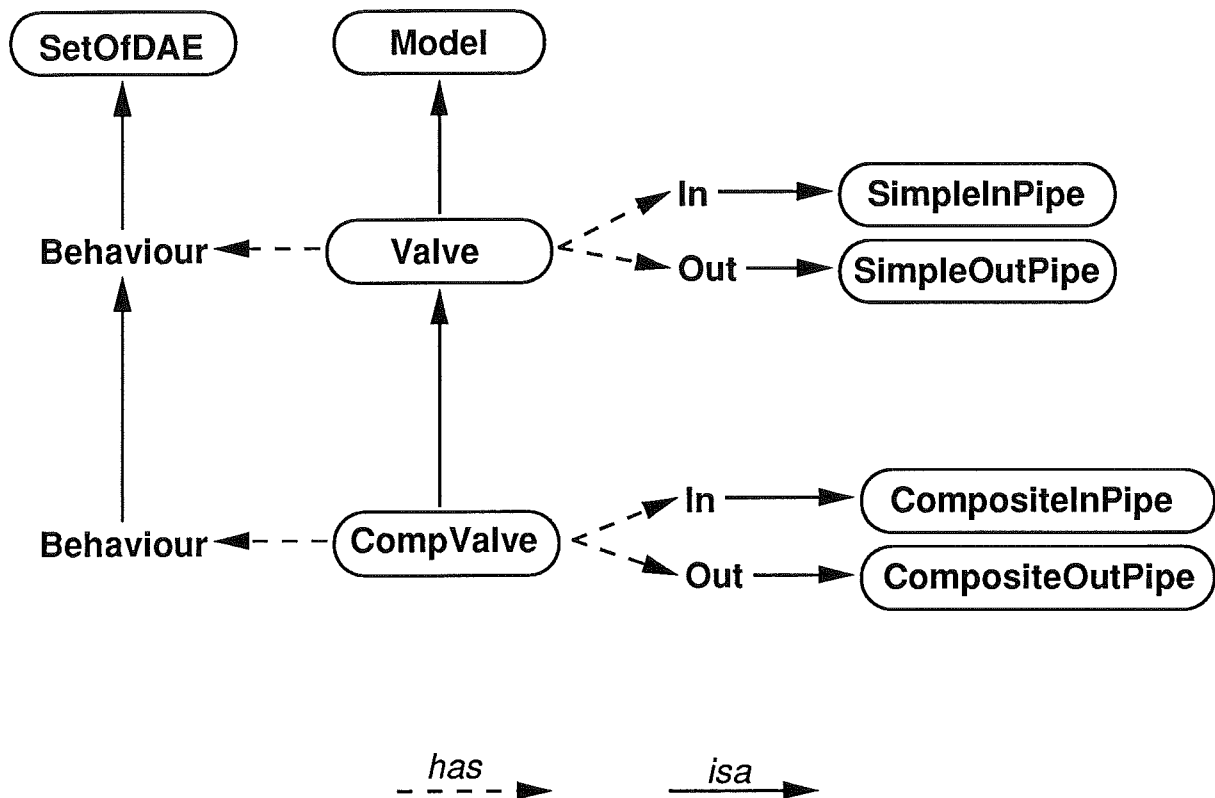 SetOfDAE
Model
In
SimpleInPipe
Behaviour
Valve
Out
SimpleOutPipe
In
CompositeInPipe
Behaviour
CompValve
Out
CompositeOutPipe
has
isa